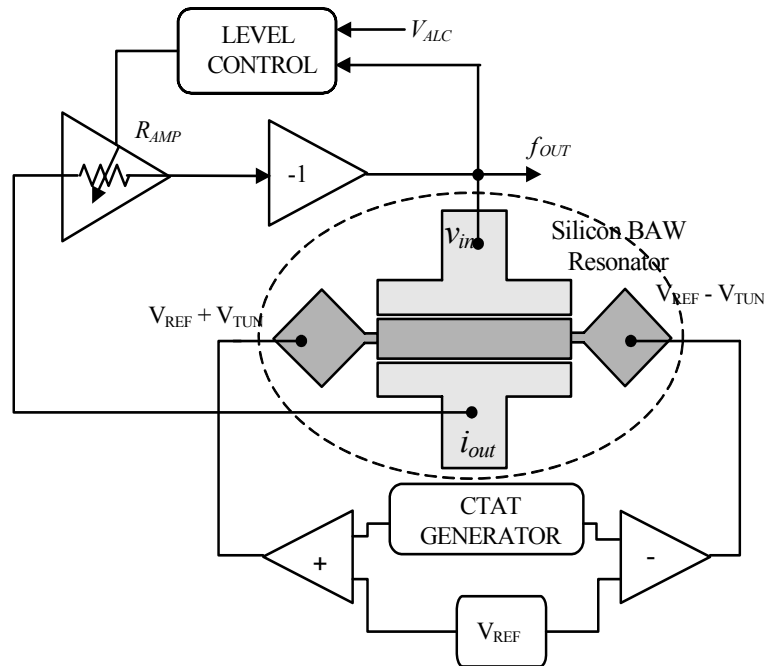 LEVEL
CONTROL
V_ALC
R_AMP
-1
f_OUT
v_in
Silicon BAW
Resonator
V_REF + V_TUN
V_REF - V_TUN
i_out
CTAT
GENERATOR
+
-
V_REF